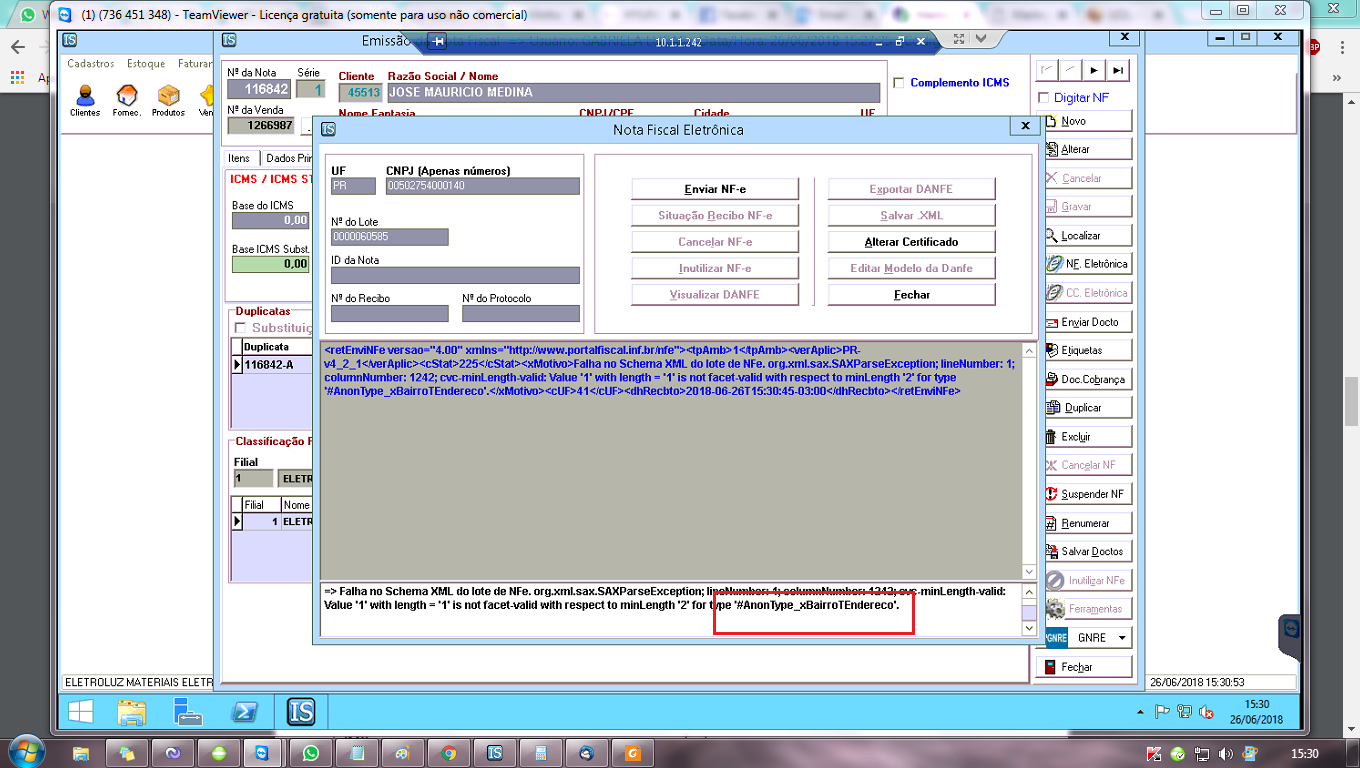 (1) (736 451 348) - TeamViewer - Licença gratuita (somente para uso não comercial)
10.1.1.242
Cadastros Estoque Faturar
Clientes Fornec. Produtos
Nº da Nota Série Cliente Razão Social / Nome
116842 1 45513 JOSE MAURICIO MEDINA
Nº da Venda Nome Fantasia CNPJ/CPF Cidade UF
1266987
Complemento ICMS
Digitar NF
Itens
ICMS / ICMS
Base do ICMS
0,00
Base ICMS Subst.
0,00
Duplicatas
Duplicata
116842-A
Filial
1
Filial Nome
1 ELETR
Nota Fiscal Eletrônica
UF CNPJ (Apenas números)
PR 00502754000140
Nº do Lote
0000060585
ID da Nota
Nº do Recibo Nº do Protocolo
Enviar NF-e Exportar DANFE
Situação Recibo NF-e Salvar .XML
Cancelar NF-e Alterar Certificado
Inutilizar NF-e Editar Modelo da Danfe
Visualizar DANFE Fechar
<retEnviNFe versao="4.00" xmlns="http://www.portalfiscal.inf.br/nfe"><tpAmb>1</tpAmb><verAplic>PR-
v4_2_1</verAplic><cStat>225</cStat><xMotivo>Falha no Schema XML do lote de NFe. org.xml.sax.SAXParseException; lineNumber: 1;
columnNumber: 1242; cvc-minLength-valid: Value '1' with length = '1' is not facet-valid with respect to minLength '2' for type
'#AnonType_xBairroTEndereco'.</xMotivo><cUF>41</cUF><dhRecbto>2018-06-26T15:30:45-03:00</dhRecbto></retEnviNFe>
=> Falha no Schema XML do lote de NFe. org.xml.sax.SAXParseException; lineNumber: 1; columnNumber: 1242; cvc-minLength-valid:
Value '1' with length = '1' is not facet-valid with respect to minLength '2' for type '#AnonType_xBairroTEndereco'.
Novo
Alterar
Cancelar
Gravar
Localizar
NF. Eletrônica
CC. Eletrônica
Enviar Docto
Etiquetas
Doc.Cobrança
Duplicar
Excluir
Cancelar NF
Suspender NF
Renumerar
Salvar Doctos
Inutilizar NFe
Ferramentas
GNRE GNRE
Fechar
ELETROLUZ MATERIAIS ELETR
26/06/2018 15:30:53
IS
15:30
26/06/2018
15:30